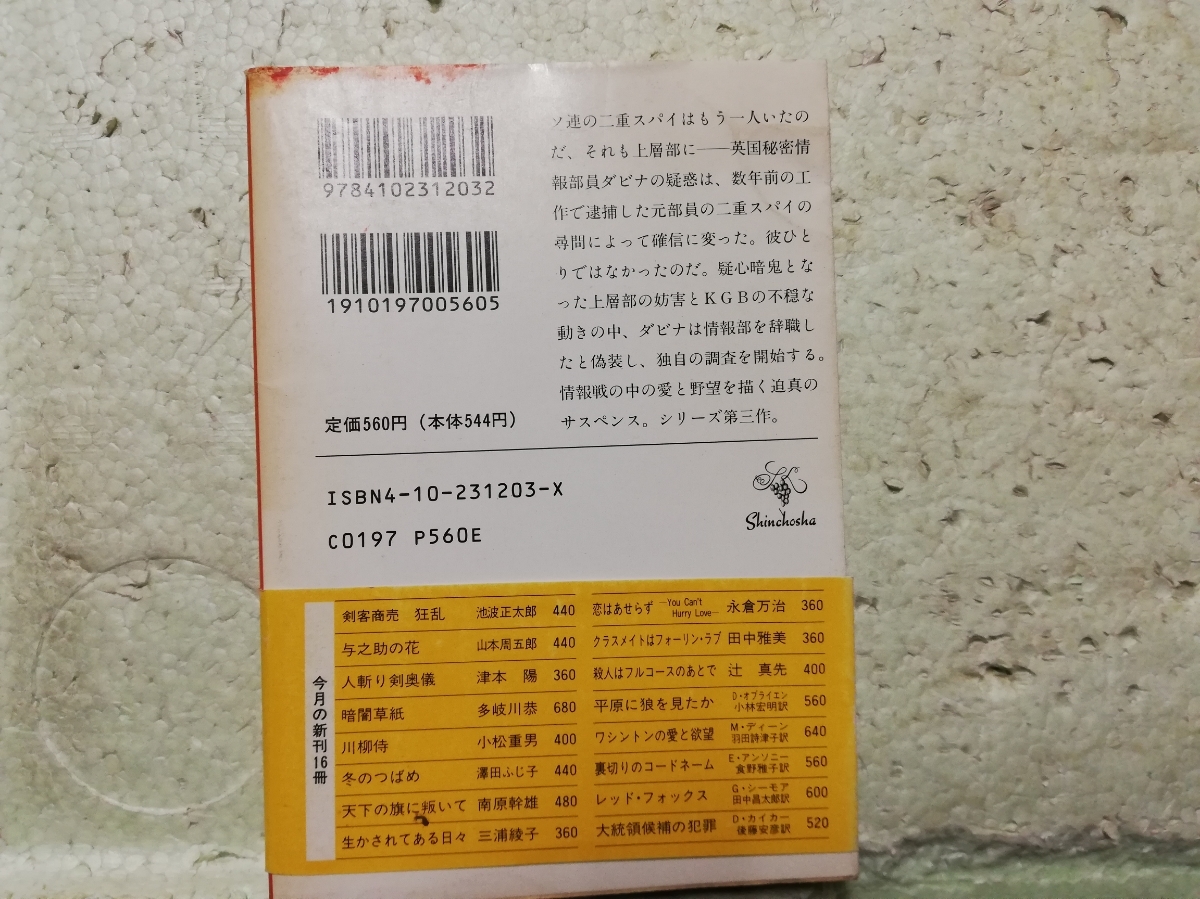 9784102312032
1910197005605
ソ連の二重スパイはもう一人いたの
だ、それも上層部に――英国秘密情
報部員ダビナの疑惑は、数年前の工
作で逮捕した元部員の二重スパイの
尋問によって確信に変った。彼ひと
りではなかったのだ。疑心暗鬼とな
った上層部の妨害とKGBの不穏な
動きの中、ダビナは情報部を辞職し
たと偽装し、独自の調査を開始する。
情報戦の中の愛と野望を描く迫真の
サスペンス。シリーズ第三作。
定価560円(本体544円)
ISBN4-10-231203-X
C0197 P560E
Shinchosha
今月の新刊16冊
剣客商売 狂乱 池波正太郎 440
与之助の花 山本周五郎 440
人斬り剣奥儀 津本 陽 360
暗闇草紙 多岐川恭 680
川柳侍 小松重男 400
冬のつばめ 澤田ふじ子 440
天下の旗に叛いて 南原幹雄 480
生かされてある日々 三浦綾子 360
恋はあせらず ―You Can't Hurry Love― 永倉万治 360
クラスメイトはフォーリン・ラブ 田中雅美 360
殺人はフルコースのあとで 辻 真先 400
平原に狼を見たか D・オブライエン 小林宏明訳 560
ワシントンの愛と欲望 M・ディーン 羽田詩津子訳 640
裏切りのコードネーム E・アンソニー 食野雅子訳 560
レッド・フォックス G・シーモア 田中昌太郎訳 600
大統領候補の犯罪 D・カイカー 後藤安彦訳 520